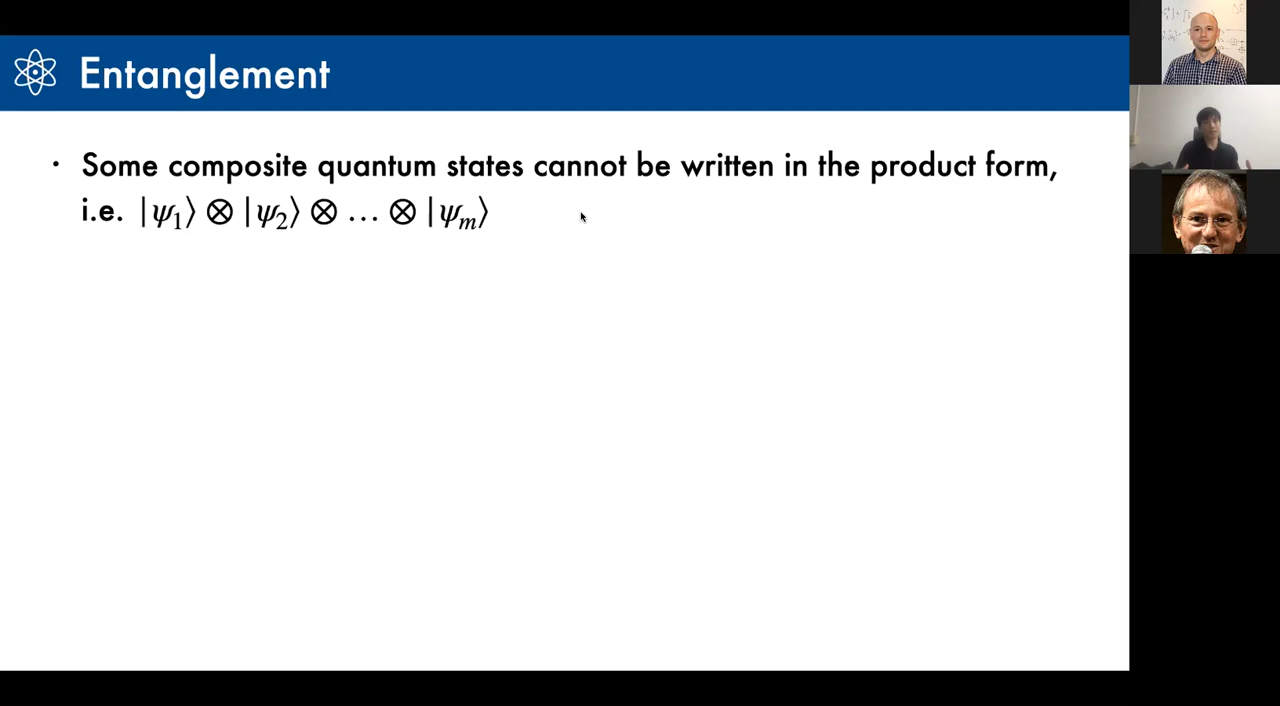 Entanglement
· Some composite quantum states cannot be written in the product form,
i.e. |ψ₁⟩ ⊗ |ψ₂⟩ ⊗ … ⊗ |ψₘ⟩